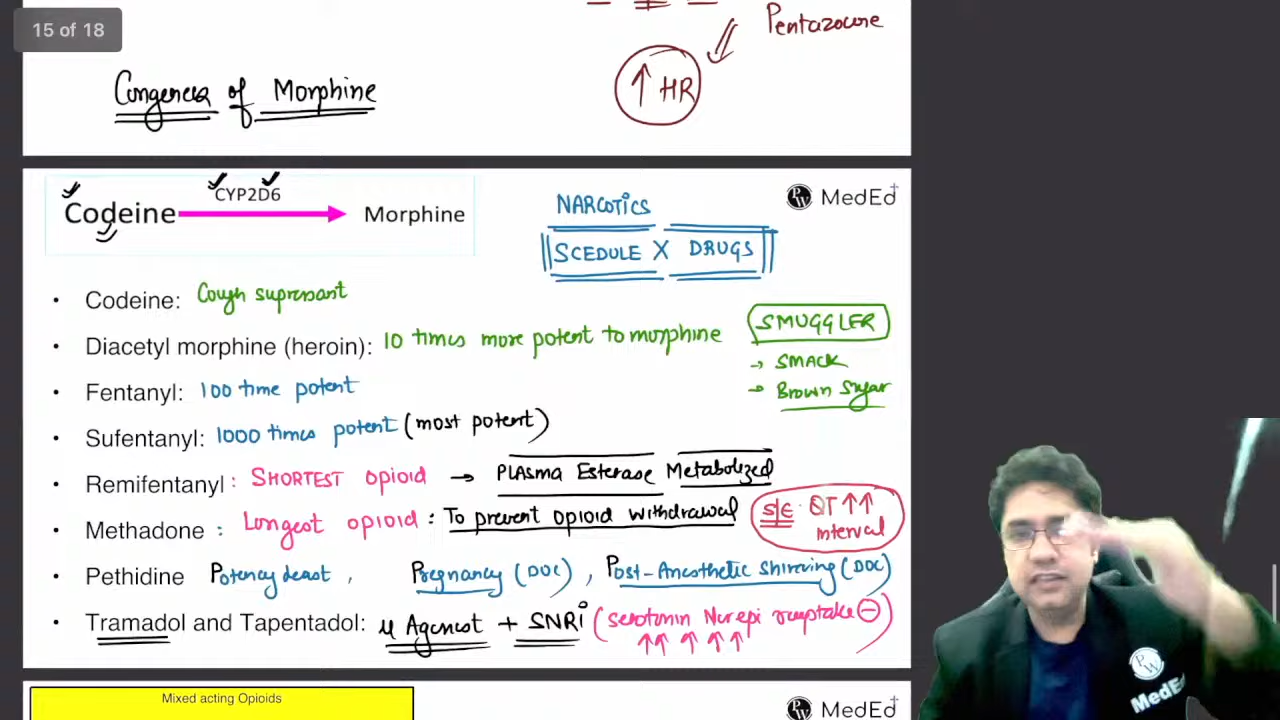 15 of 18
Pentazocine
↑ HR
Congeners of Morphine
MedEd
Codeine CYP2D6 Morphine
NARCOTICS
SCEDULE X DRUGS
• Codeine: Cough supressant
• Diacetyl morphine (heroin): 10 times more potent to morphine
SMUGGLER
→ SMACK
→ Brown Sugar
• Fentanyl: 100 time potent
• Sufentanyl: 1000 times potent (most potent)
• Remifentanyl: SHORTEST opioid → Plasma Esterase Metabolized
• Methadone: Longest opioid: To prevent opioid withdrawal
S/E QT ↑↑
interval
• Pethidine Potency least, Pregnancy (DOC), Post-Anesthetic shivering (DOC)
• Tramadol and Tapentadol: μ Agonist + SNRi (serotonin Norepi reuptake ⊖)
↑↑ ↑ ↑ ↑
Mixed acting Opioids
MedEd
PW
MedEd